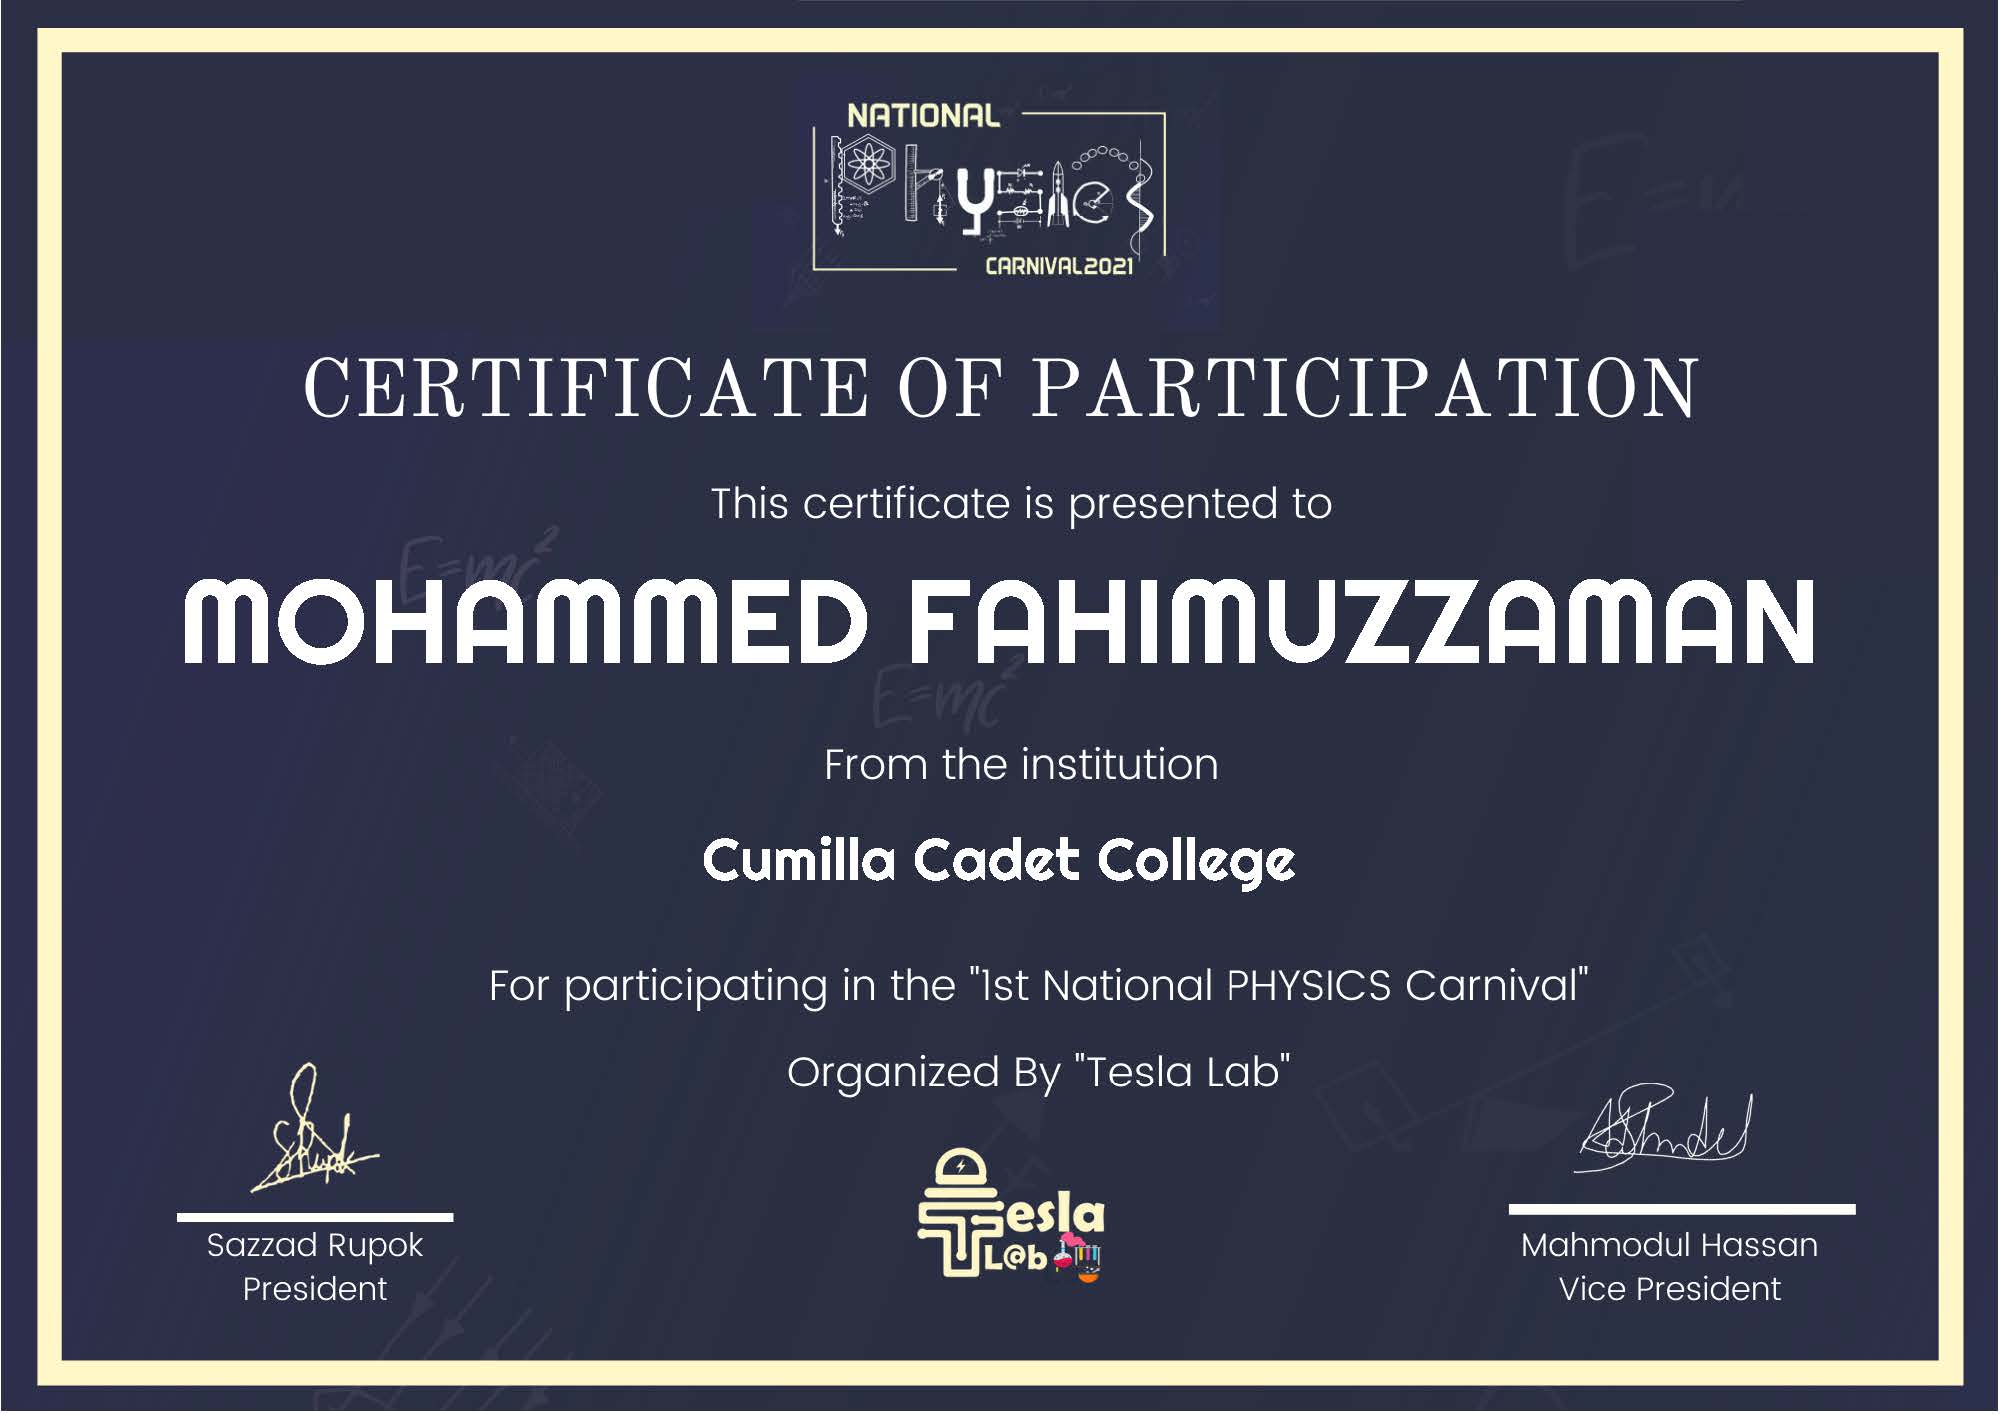 NATIONAL
Physics
CARNIVAL2021
CERTIFICATE OF PARTICIPATION
This certificate is presented to
E=mc²
MOHAMMED FAHIMUZZAMAN
E=mc²
From the institution
Cumilla Cadet College
For participating in the "1st National PHYSICS Carnival"
Organized By "Tesla Lab"
Tesla
L@b
Sazzad Rupok
President
Mahmodul Hassan
Vice President